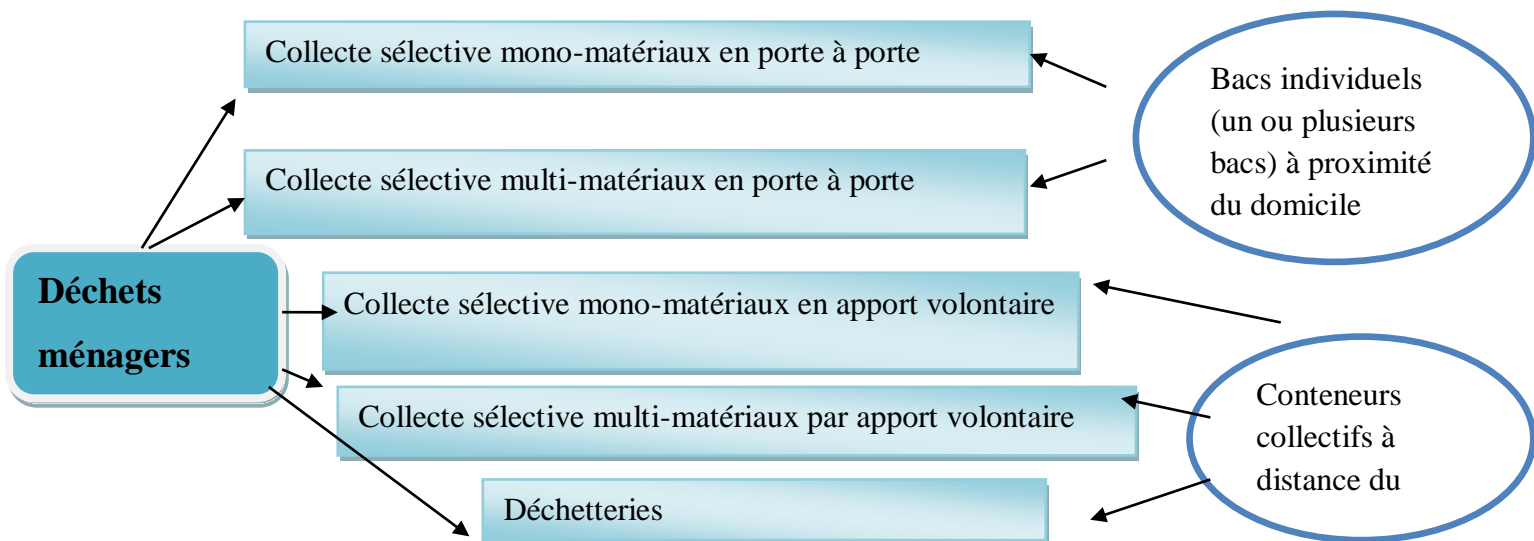 Collecte sélective mono-matériaux en porte à porte
Bacs individuels
(un ou plusieurs
bacs) à proximité
du domicile
Collecte sélective multi-matériaux en porte à porte
Déchets
ménagers
Collecte sélective mono-matériaux en apport volontaire
Collecte sélective multi-matériaux par apport volontaire
Conteneurs
collectifs à
distance du
Déchetteries